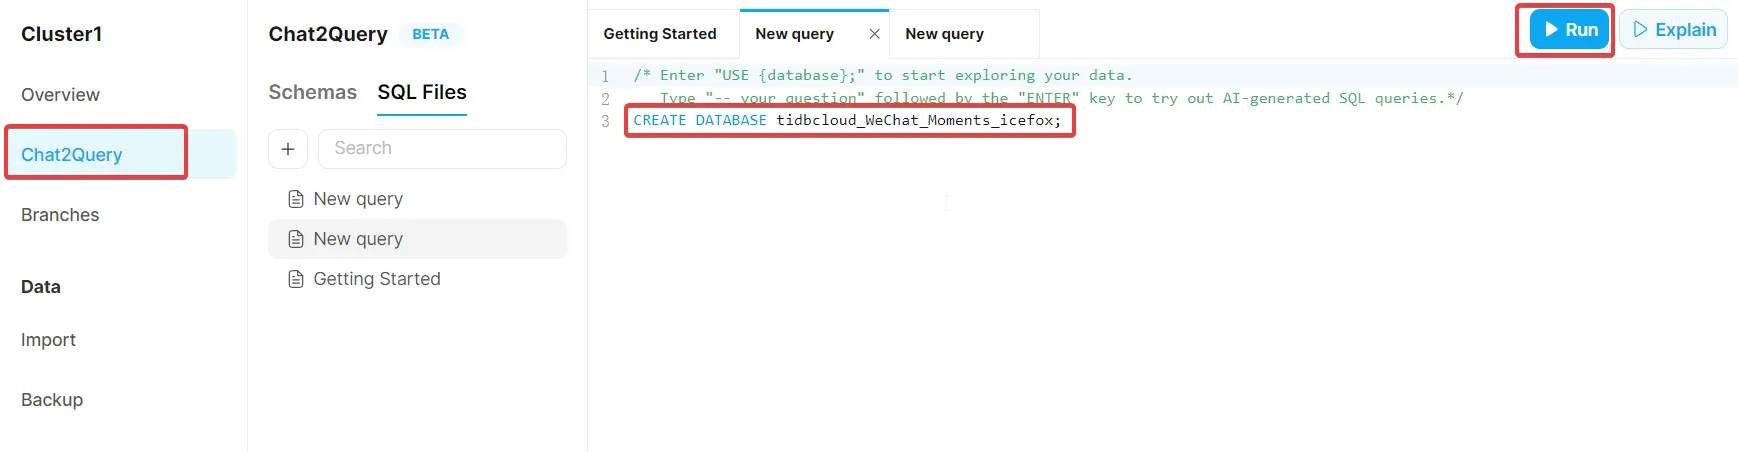 Cluster1
Overview
Chat2Query
Branches
Data
Import
Backup
Chat2Query BETA
Schemas SQL Files
+ Search
New query
New query
Getting Started
Getting Started New query × New query
Run Explain
1 /* Enter "USE {database};" to start exploring your data.
2 Type "-- your question" followed by the "ENTER" key to try out AI-generated SQL queries.*/
3 CREATE DATABASE tidbcloud_WeChat_Moments_icefox;